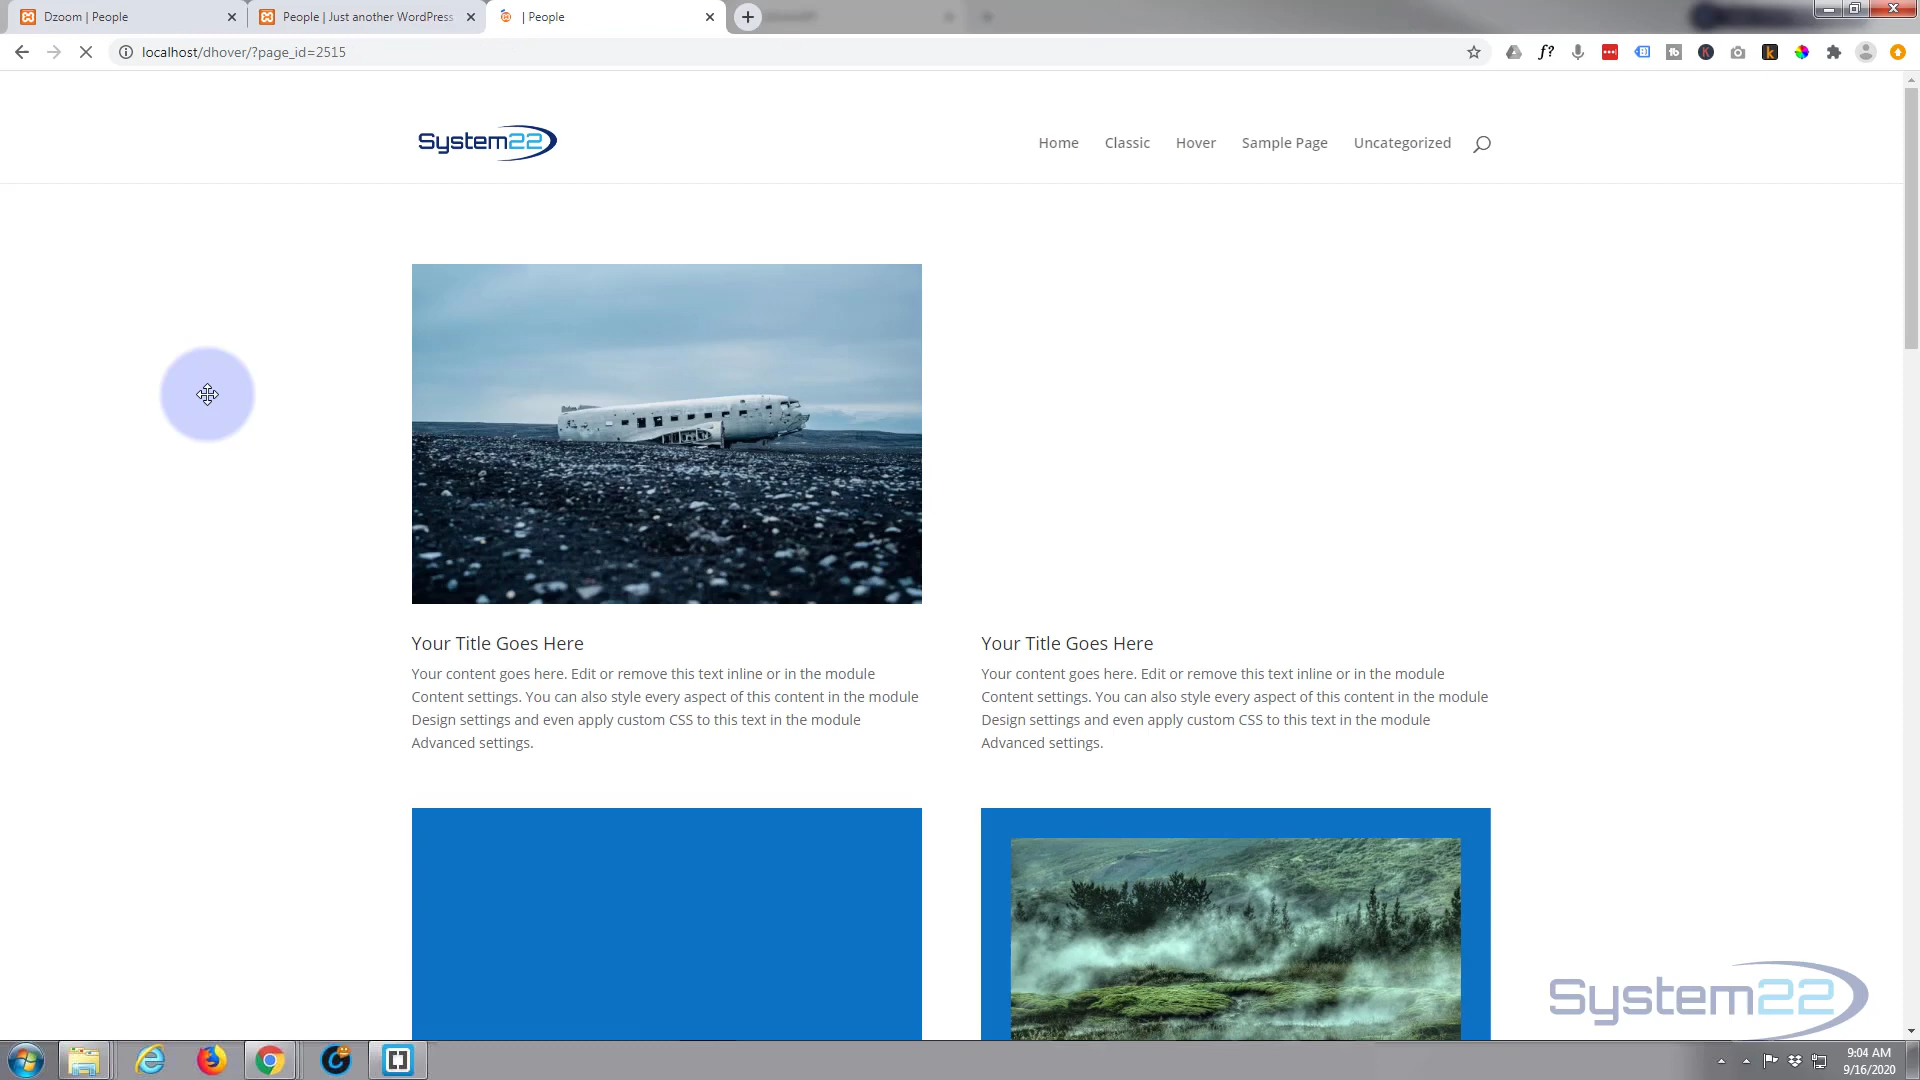 Dzoom | People
People | Just another WordPress
| People
localhost/dhover/?page_id=2515
f?
System22
Home
Classic
Hover
Sample Page
Uncategorized
Your Title Goes Here
Your content goes here. Edit or remove this text inline or in the module
Content settings. You can also style every aspect of this content in the module
Design settings and even apply custom CSS to this text in the module
Advanced settings.
Your Title Goes Here
Your content goes here. Edit or remove this text inline or in the module
Content settings. You can also style every aspect of this content in the module
Design settings and even apply custom CSS to this text in the module
Advanced settings.
System22
9:04 AM
9/16/2020